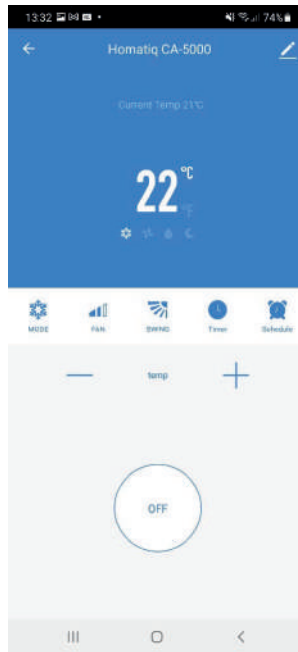 13:32 74%
Homatiq CA-5000
Current Temp 21°C
22 °C
°F
MODE FAN SWING Timer Schedule
temp
OFF